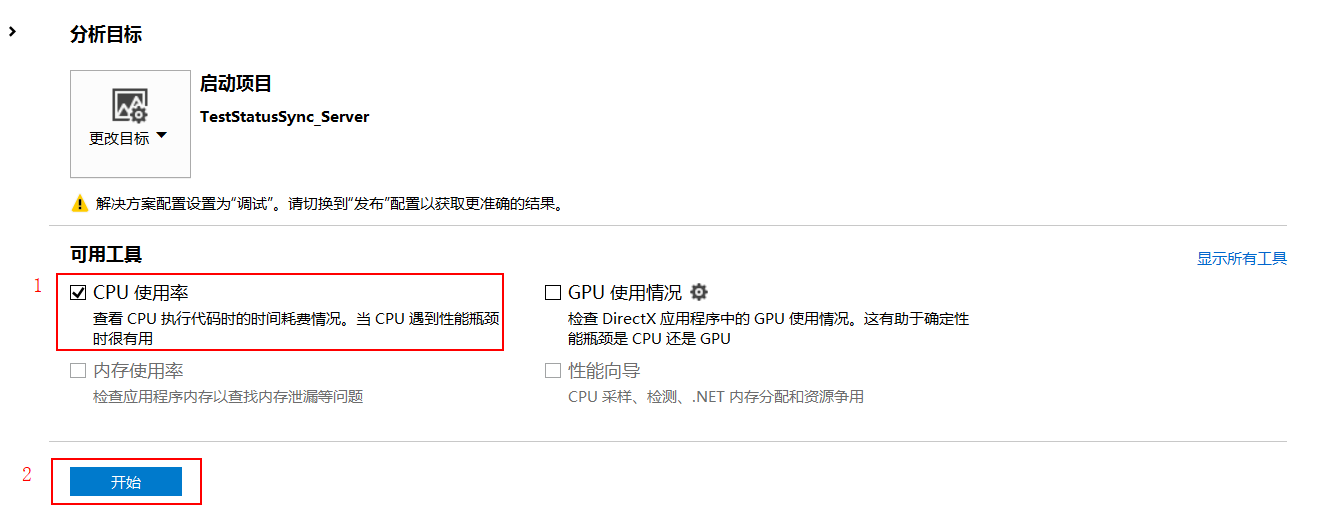 分析目标
启动项目
TestStatusSync_Server
更改目标
解决方案配置设置为“调试”。请切换到“发布”配置以获取更准确的结果。
可用工具
显示所有工具
1
CPU 使用率
查看 CPU 执行代码时的时间耗费情况。当 CPU 遇到性能瓶颈
时很有用
GPU 使用情况
检查 DirectX 应用程序中的 GPU 使用情况。这有助于确定性
能瓶颈是 CPU 还是 GPU
内存使用率
检查应用程序内存以查找内存泄漏等问题
性能向导
CPU 采样、检测、.NET 内存分配和资源争用
2
开始